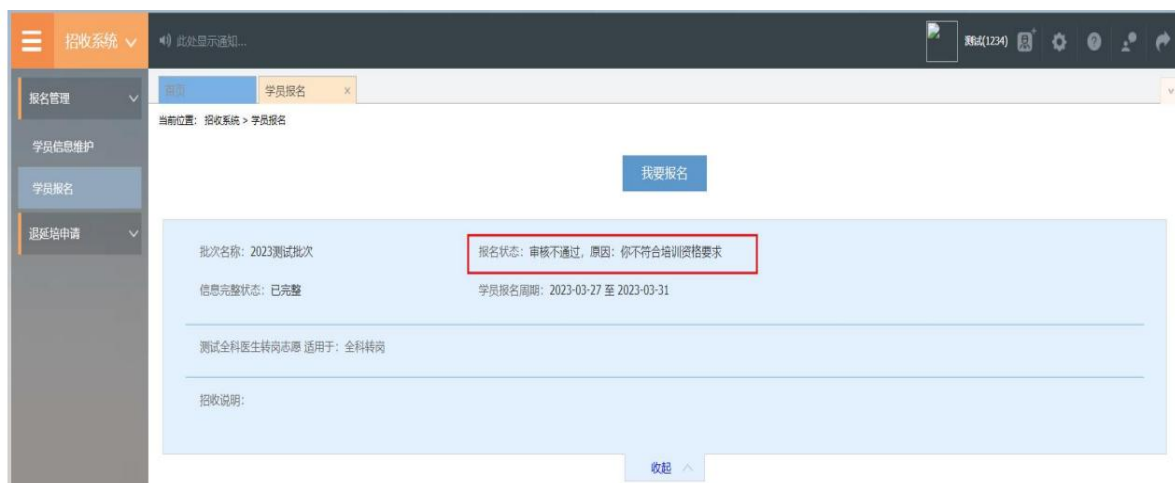 招收系统
此处显示通知...
测试(1234)
报名管理
首页
学员报名
当前位置: 招收系统 > 学员报名
学员信息维护
我要报名
学员报名
退延培申请
批次名称: 2023测试批次
报名状态: 审核不通过, 原因: 你不符合培训资格要求
信息完整状态: 已完整
学员报名周期: 2023-03-27 至 2023-03-31
测试全科医生转岗志愿 适用于: 全科转岗
招收说明:
收起